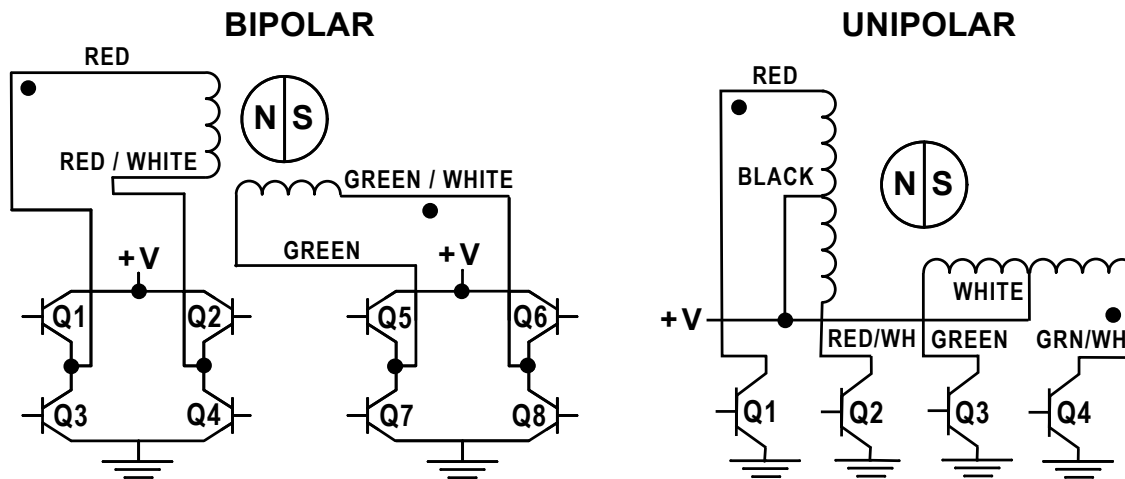 BIPOLAR
RED
N S
RED / WHITE
GREEN / WHITE
GREEN
+V
+V
Q1 Q2 Q5 Q6
Q3 Q4 Q7 Q8
UNIPOLAR
RED
BLACK
N S
WHITE
+V
RED/WH GREEN GRN/WH
Q1 Q2 Q3 Q4